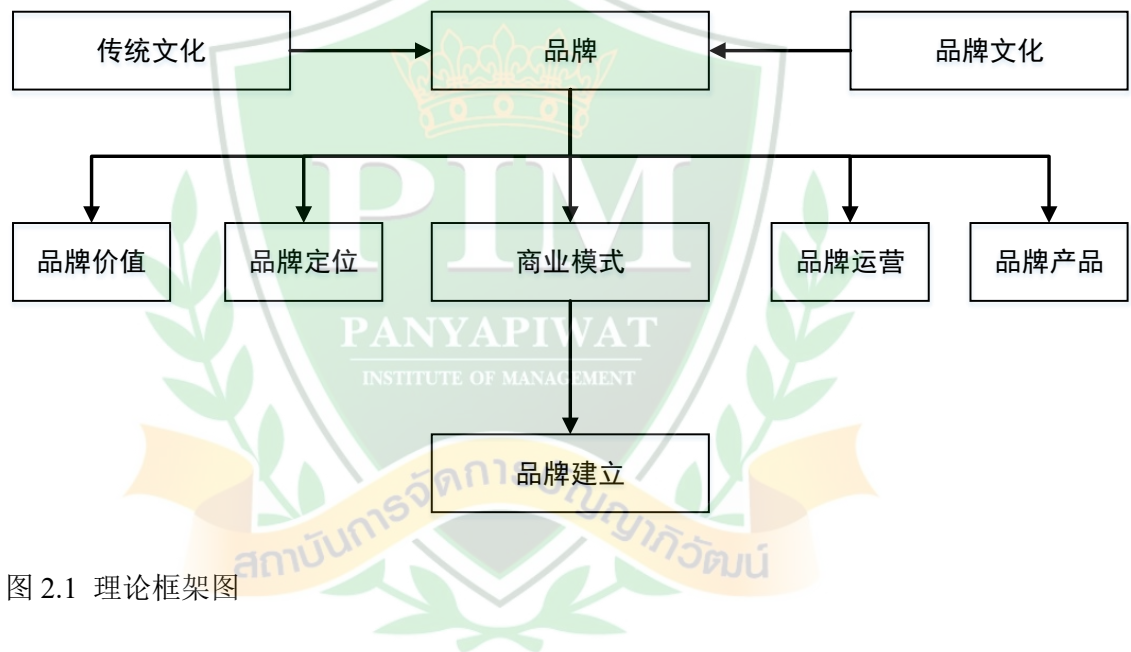 传统文化
品牌
品牌文化
PIM
品牌价值
品牌定位
商业模式
品牌运营
品牌产品
PANYAPIWAT
INSTITUTE OF MANAGEMENT
品牌建立
สถาบันการจัดการปัญญาภิวัฒน์
图 2.1 理论框架图